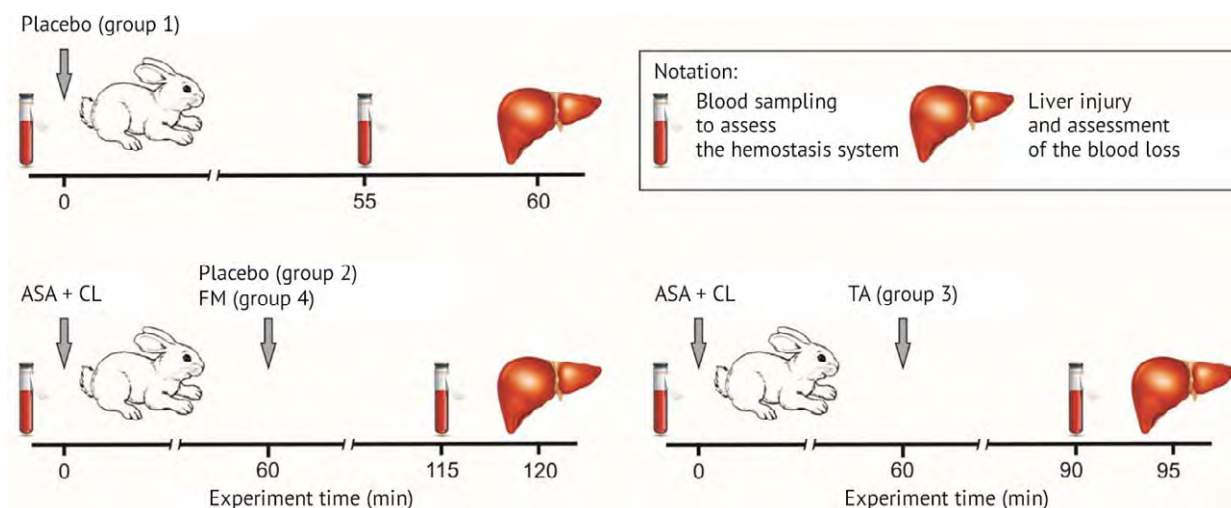 Placebo (group 1)
0
55
60
Notation:
Blood sampling
to assess
the hemostasis system
Liver injury
and assessment
of the blood loss
ASA + CL
Placebo (group 2)
FM (group 4)
0
60
115
120
Experiment time (min)
ASA + CL
TA (group 3)
0
60
90
95
Experiment time (min)